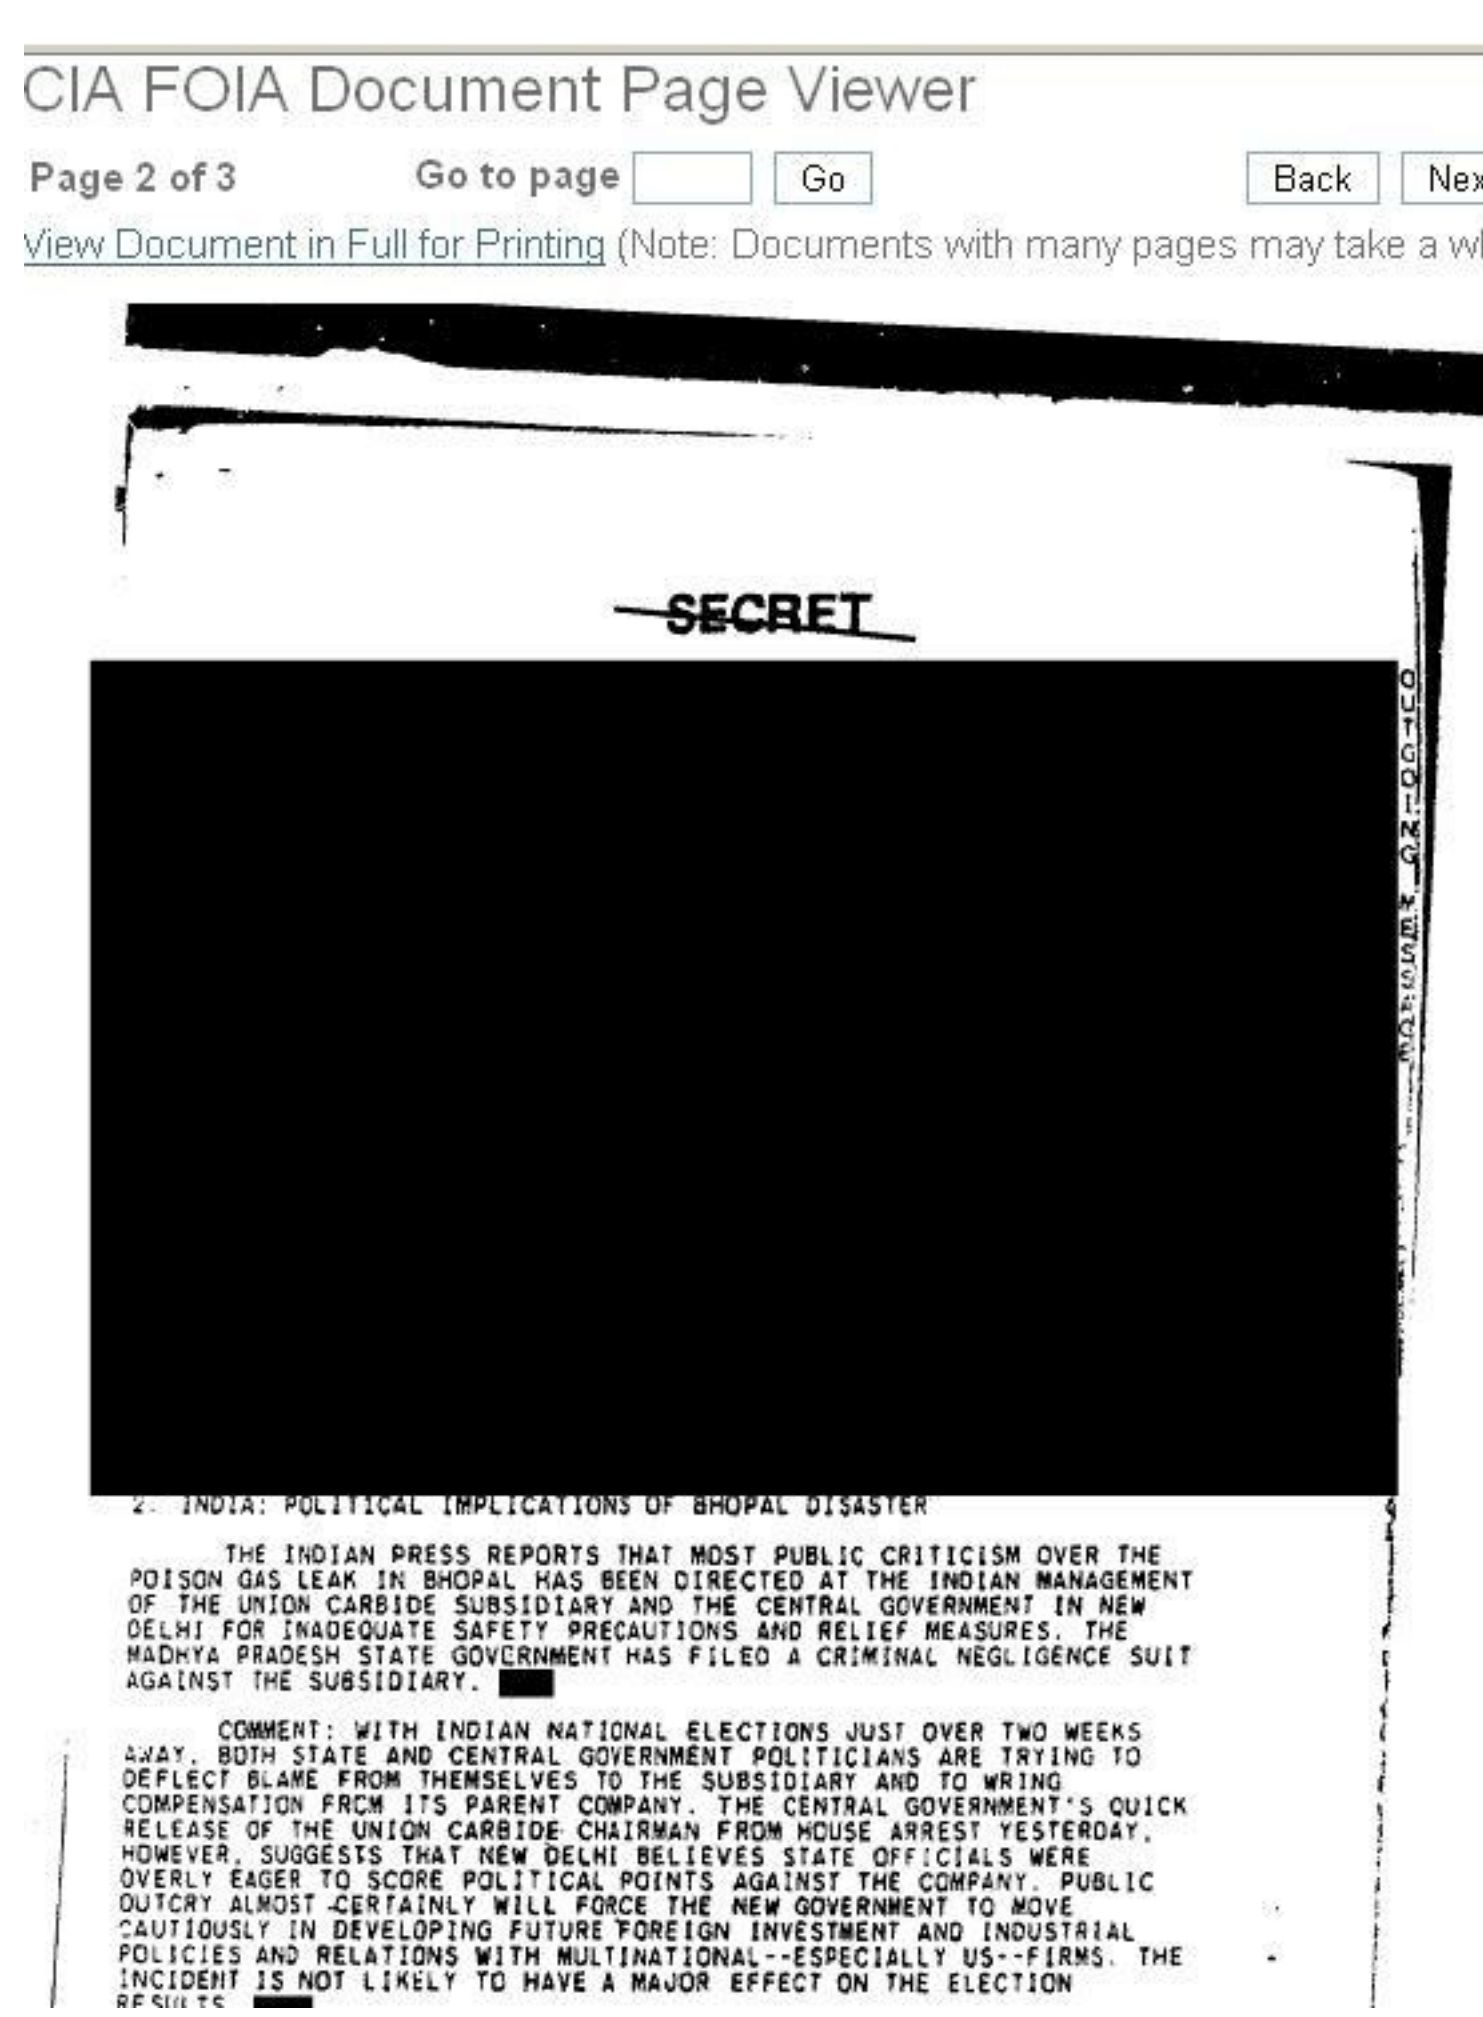 CIA FOIA Document Page Viewer
Page 2 of 3 Go to page Go Back Nex
View Document in Full for Printing (Note: Documents with many pages may take a wh
SECRET
OUTGOING MESSAGE
2. INDIA: POLITICAL IMPLICATIONS OF BHOPAL DISASTER
THE INDIAN PRESS REPORTS THAT MOST PUBLIC CRITICISM OVER THE
POISON GAS LEAK IN BHOPAL HAS BEEN DIRECTED AT THE INDIAN MANAGEMENT
OF THE UNION CARBIDE SUBSIDIARY AND THE CENTRAL GOVERNMENT IN NEW
DELHI FOR INADEQUATE SAFETY PRECAUTIONS AND RELIEF MEASURES. THE
MADHYA PRADESH STATE GOVERNMENT HAS FILED A CRIMINAL NEGLIGENCE SUIT
AGAINST THE SUBSIDIARY.
COMMENT: WITH INDIAN NATIONAL ELECTIONS JUST OVER TWO WEEKS
AWAY, BOTH STATE AND CENTRAL GOVERNMENT POLITICIANS ARE TRYING TO
DEFLECT BLAME FROM THEMSELVES TO THE SUBSIDIARY AND TO WRING
COMPENSATION FROM ITS PARENT COMPANY. THE CENTRAL GOVERNMENT'S QUICK
RELEASE OF THE UNION CARBIDE CHAIRMAN FROM HOUSE ARREST YESTERDAY,
HOWEVER, SUGGESTS THAT NEW DELHI BELIEVES STATE OFFICIALS WERE
OVERLY EAGER TO SCORE POLITICAL POINTS AGAINST THE COMPANY. PUBLIC
OUTCRY ALMOST CERTAINLY WILL FORCE THE NEW GOVERNMENT TO MOVE
CAUTIOUSLY IN DEVELOPING FUTURE FOREIGN INVESTMENT AND INDUSTRIAL
POLICIES AND RELATIONS WITH MULTINATIONAL--ESPECIALLY US--FIRMS. THE
INCIDENT IS NOT LIKELY TO HAVE A MAJOR EFFECT ON THE ELECTION
RESULTS.